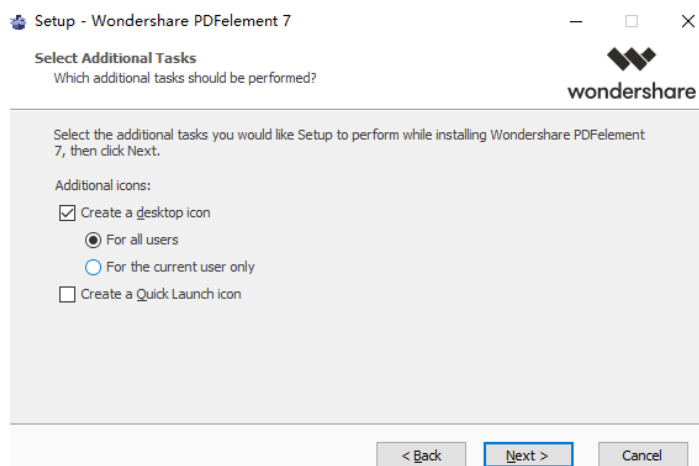 Setup - Wondershare PDFelement 7
Select Additional Tasks
Which additional tasks should be performed?
wondershare
Select the additional tasks you would like Setup to perform while installing Wondershare PDFelement
7, then click Next.
Additional icons:
Create a desktop icon
For all users
For the current user only
Create a Quick Launch icon
< Back
Next >
Cancel